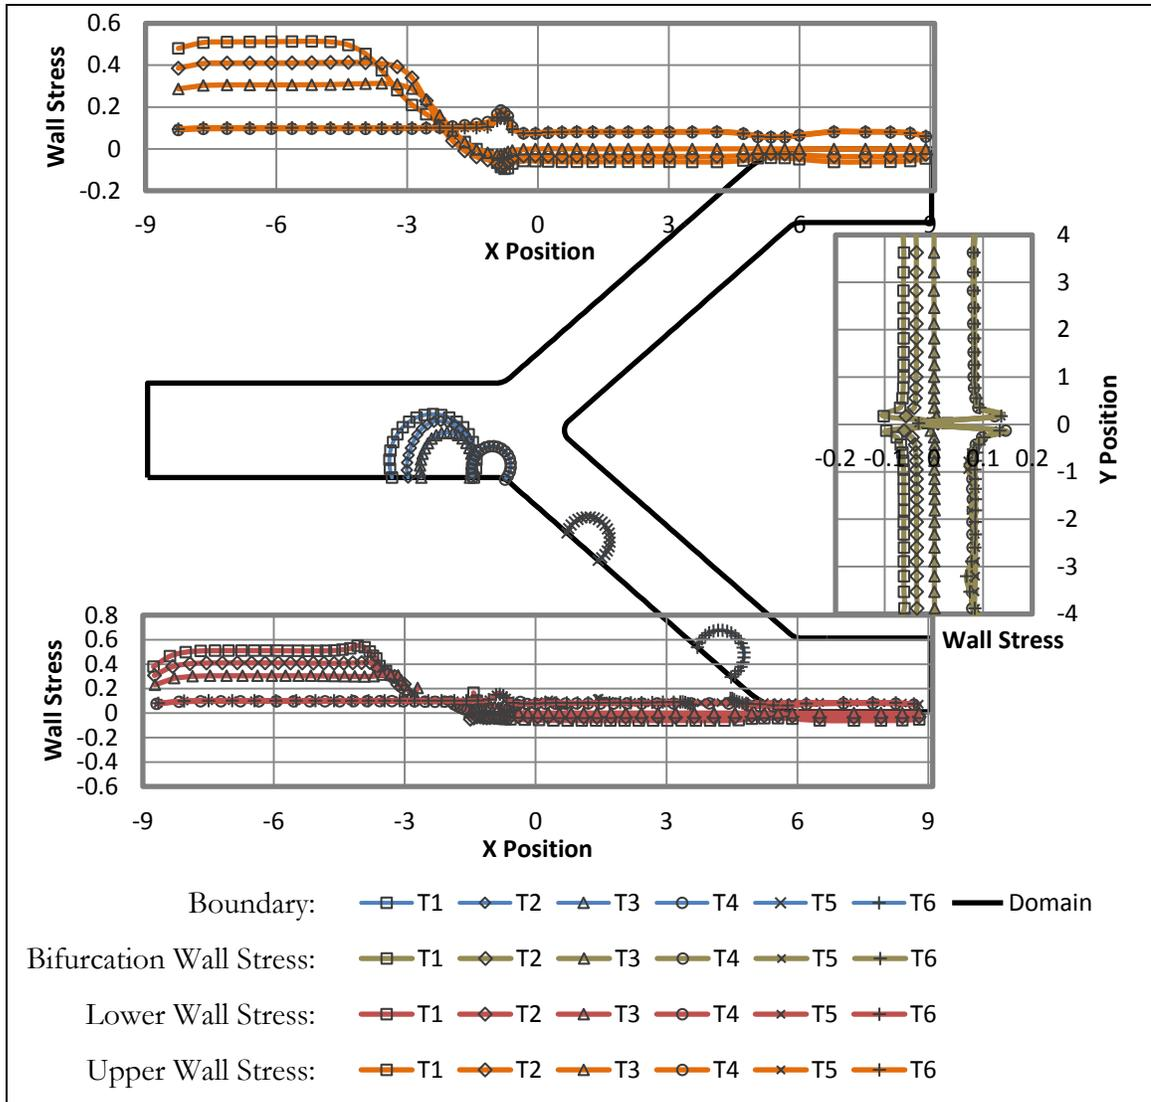 0.6
0.4
0.2
0
-0.2
Wall Stress
-9 -6 -3 0 3 6 9
X Position
4
3
2
1
0
-1
-2
-3
-4
Y Position
-0.2 -0.1 0 0.1 0.2
Wall Stress
0.8
0.6
0.4
0.2
0
-0.2
-0.4
-0.6
Wall Stress
-9 -6 -3 0 3 6 9
X Position
Boundary: T1 T2 T3 T4 T5 T6 Domain
Bifurcation Wall Stress: T1 T2 T3 T4 T5 T6
Lower Wall Stress: T1 T2 T3 T4 T5 T6
Upper Wall Stress: T1 T2 T3 T4 T5 T6